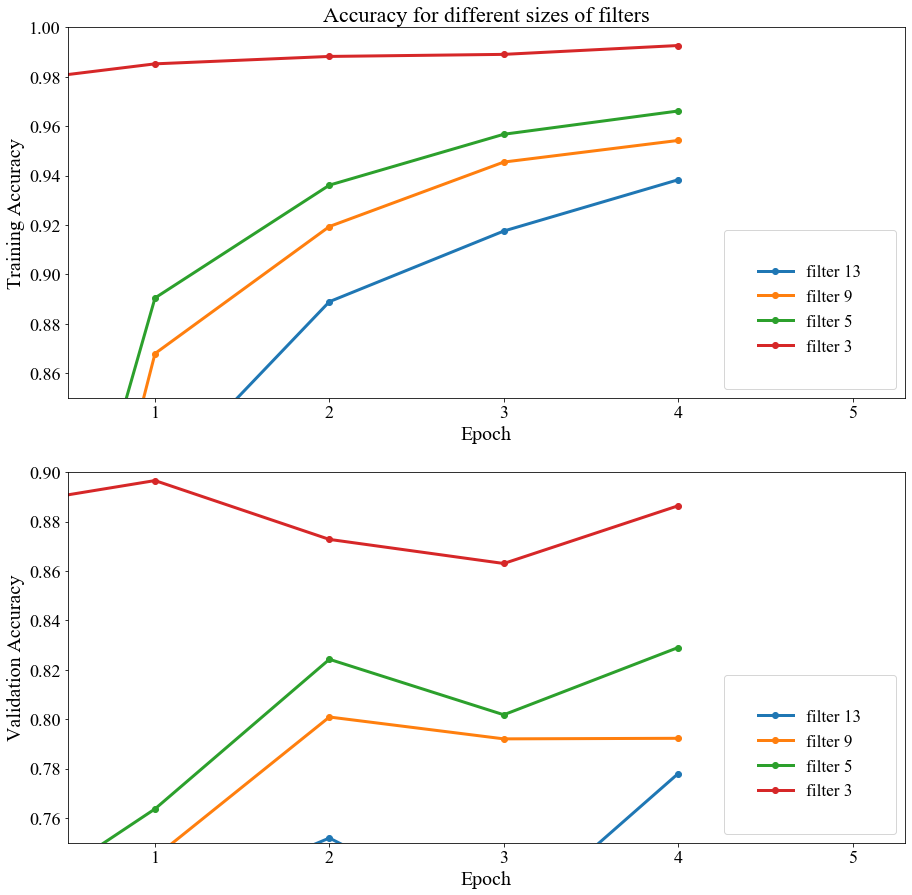 Accuracy for different sizes of filters
Training Accuracy
1.00
0.98
0.96
0.94
0.92
0.90
0.88
0.86
filter 13
filter 9
filter 5
filter 3
1 2 3 4 5
Epoch
Validation Accuracy
0.90
0.88
0.86
0.84
0.82
0.80
0.78
0.76
filter 13
filter 9
filter 5
filter 3
1 2 3 4 5
Epoch